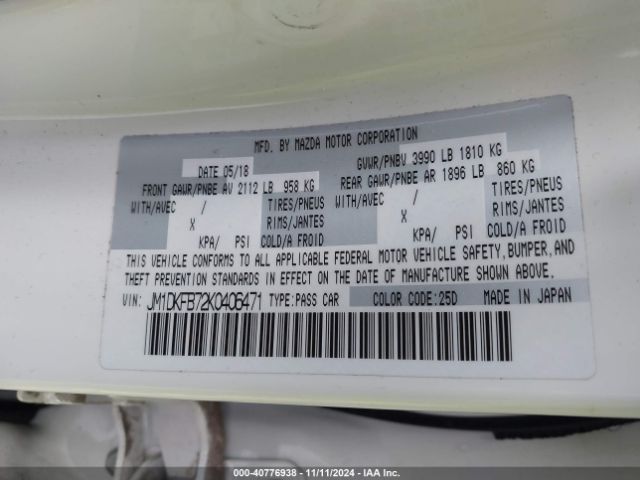 MFD. BY MAZDA MOTOR CORPORATION
DATE 05/18 GVWR/PNBV 3990 LB 1810 KG
FRONT GAWR/PNBE AV 2112 LB 958 KG REAR GAWR/PNBE AR 1896 LB 860 KG
WITH/AVEC / TIRES/PNEUS WITH/AVEC / TIRES/PNEUS
X RIMS/JANTES X RIMS/JANTES
KPA/ PSI COLD/A FROID KPA/ PSI COLD/A FROID
THIS VEHICLE CONFORMS TO ALL APPLICABLE FEDERAL MOTOR VEHICLE SAFETY, BUMPER, AND
THEFT PREVENTION STANDARDS IN EFFECT ON THE DATE OF MANUFACTURE SHOWN ABOVE.
VIN: JM1DKFB72K0406471 TYPE:PASS CAR COLOR CODE:25D MADE IN JAPAN
000-40776938 - 11/11/2024 - IAA Inc.